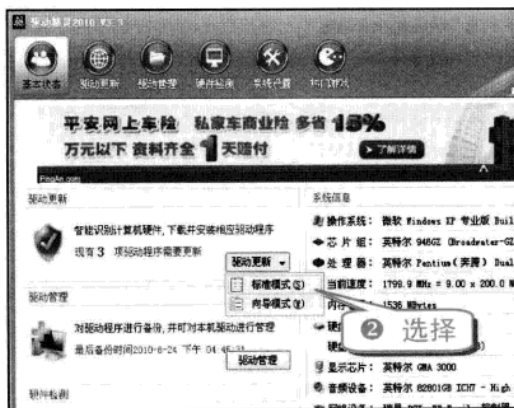 驱动精灵2010
基本状态 驱动更新 驱动管理 硬件检测 系统设置
平安网上车险 私家车商业险 多省15%
万元以下 资料齐全 1天赔付
了解详情
PingAn.com
驱动更新
智能识别计算机硬件,下载并安装相应驱动程序
现有 3 项驱动程序需要更新
驱动更新
标准模式(S)
向导模式(W)
驱动管理
对驱动程序进行备份,并可对本机驱动进行管理
最后备份时间2010-8-24 下午 04:
驱动管理
硬件检测
系统信息
操作系统: 微软 Windows XP 专业版
芯片组: 英特尔 946GZ (Broadwater-GZ
处理器: 英特尔 Pentium(奔腾) Dual
当前速度: 1799.9 MHz = 9.00 x 200.0 M
1536 MBytes
❷ 选择
显示芯片: 英特尔 GMA 3000
音频设备: 英特尔 82801GB ICH7 - High